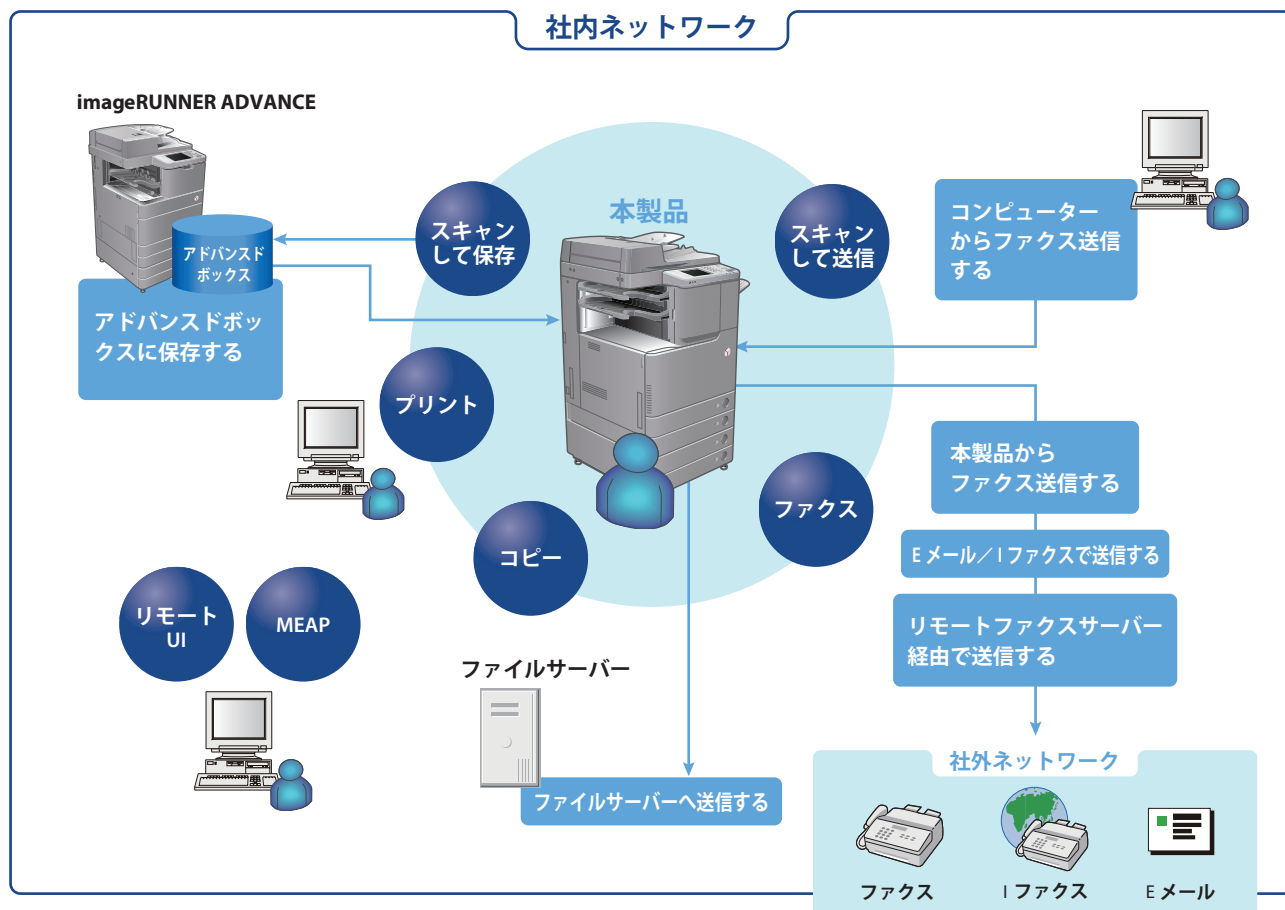 社内ネットワーク
imageRUNNER ADVANCE
アドバンスド
ボックス
アドバンスドボッ
クスに保存する
スキャン
して保存
本製品
スキャン
して送信
コンピューター
からファクス送信
する
プリント
コピー
ファクス
本製品から
ファクス送信する
E メール／I ファクスで送信する
リモートファクスサーバー
経由で送信する
リモート
UI
MEAP
ファイルサーバー
ファイルサーバーへ送信する
社外ネットワーク
ファクス
I ファクス
E メール